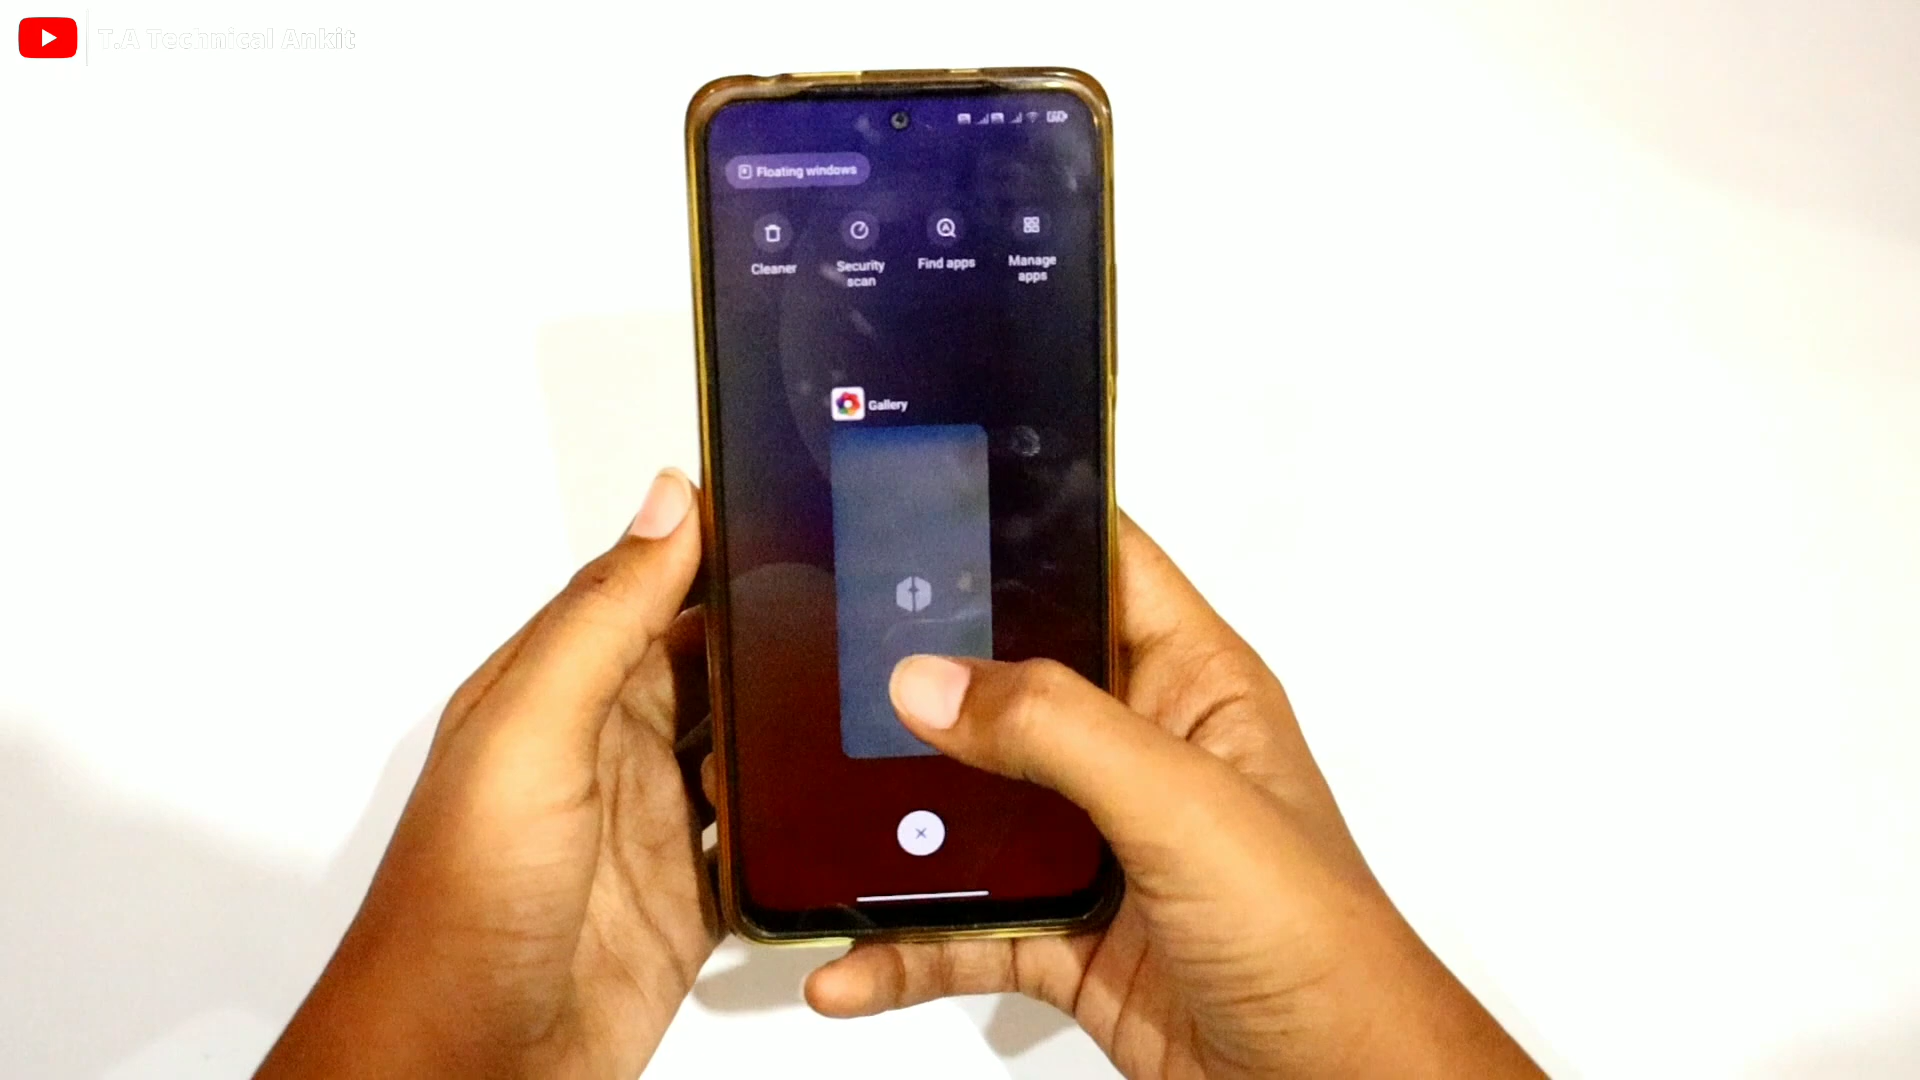 T.A Technical Ankit
Floating windows
Cleaner
Security
scan
Find apps
Manage
apps
Gallery